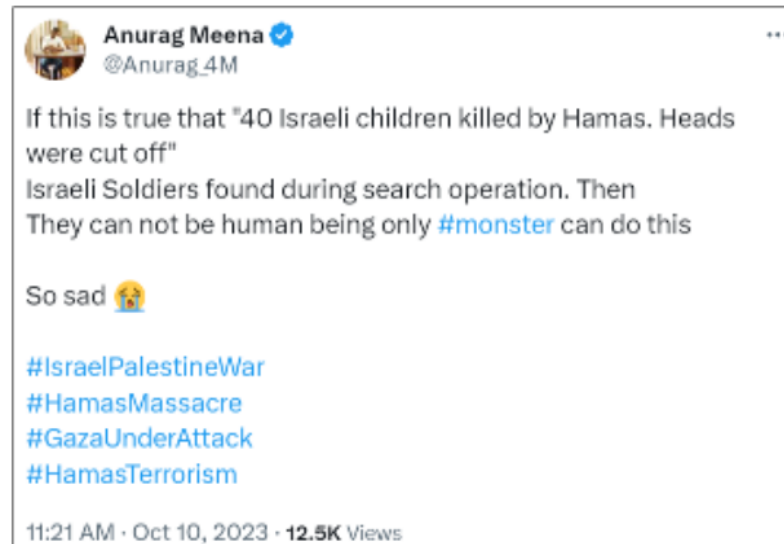 Anurag Meena
@Anurag_4M
If this is true that "40 Israeli children killed by Hamas. Heads
were cut off"
Israeli Soldiers found during search operation. Then
They can not be human being only #monster can do this
So sad 😭
#IsraelPalestineWar
#HamasMassacre
#GazaUnderAttack
#HamasTerrorism
11:21 AM · Oct 10, 2023 · 12.5K Views